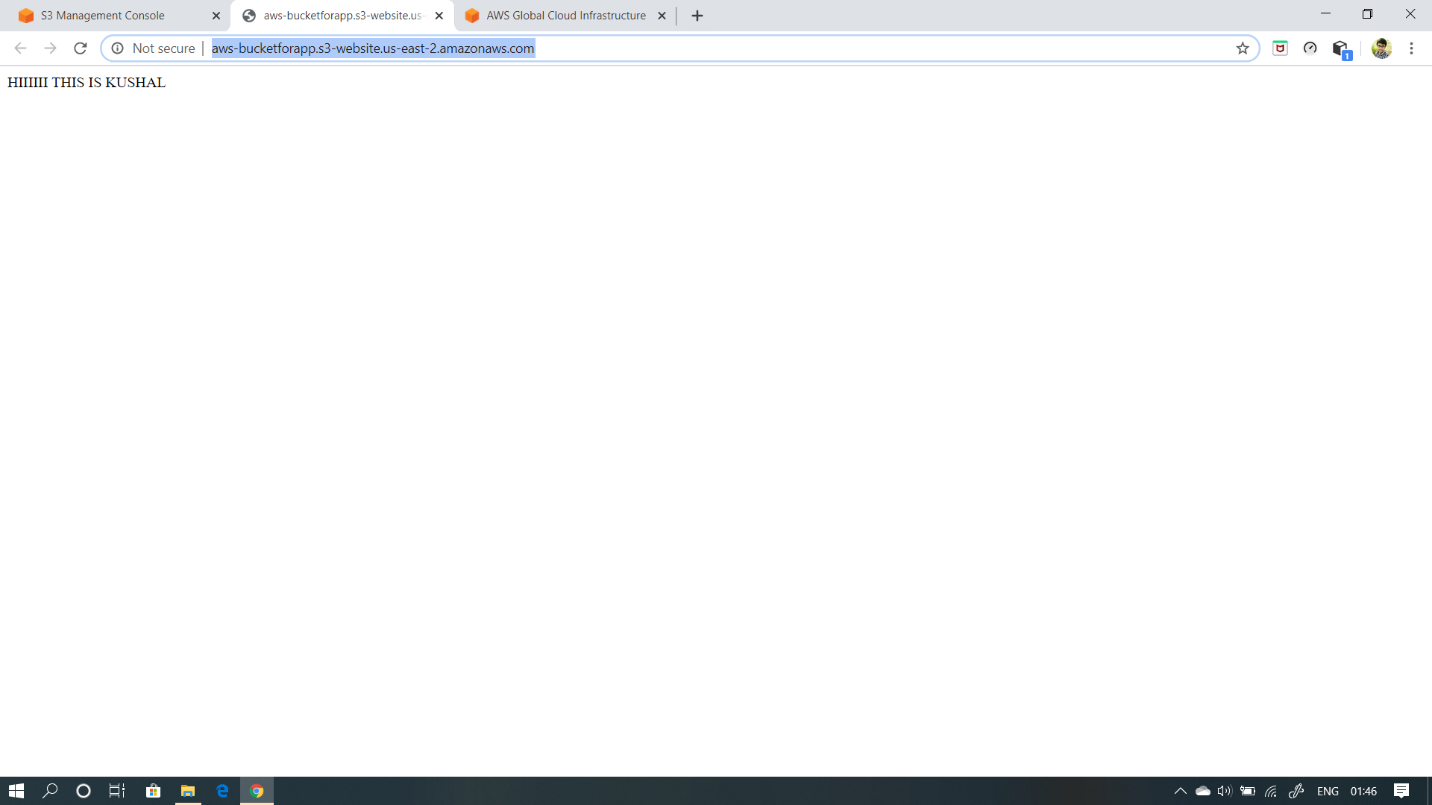 S3 Management Console
aws-bucketforapp.s3-website.us-
AWS Global Cloud Infrastructure
Not secure | aws-bucketforapp.s3-website.us-east-2.amazonaws.com
1
HIIIIII THIS IS KUSHAL
ENG 01:46